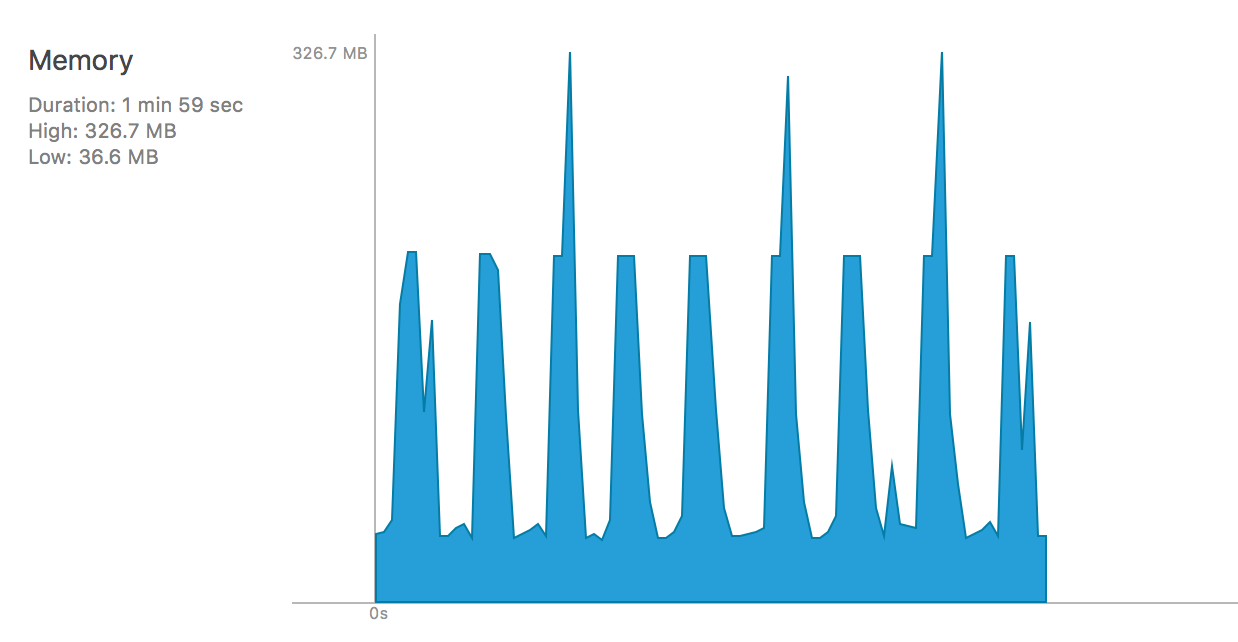 Memory
Duration: 1 min 59 sec
High: 326.7 MB
Low: 36.6 MB
326.7 MB
0s